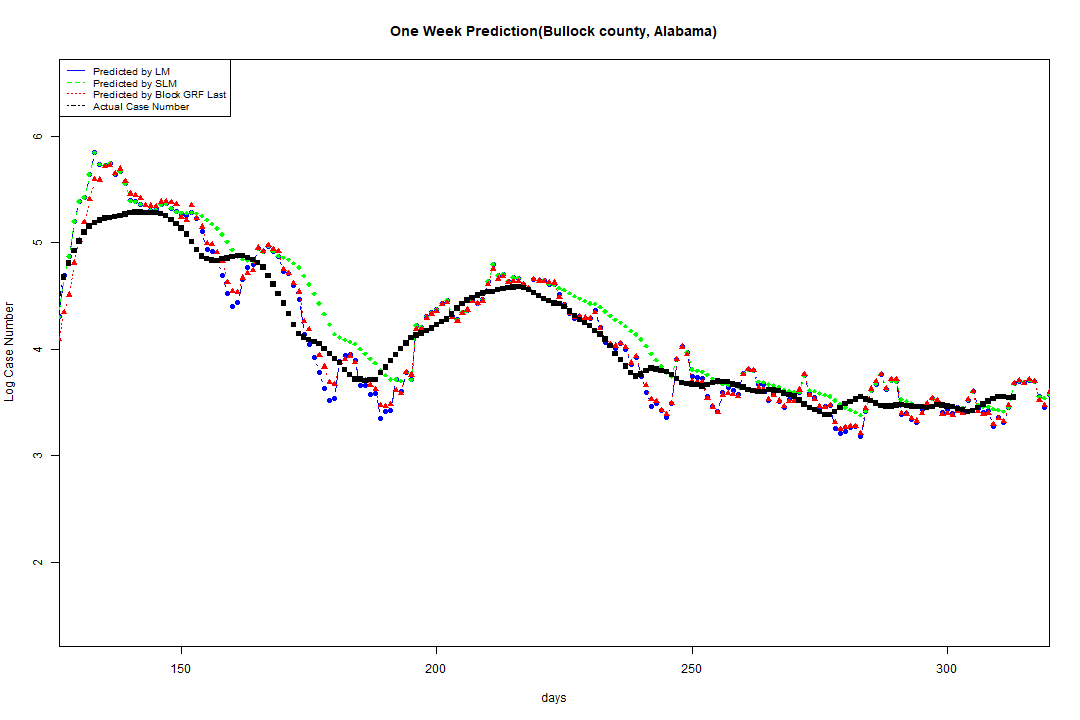 One Week Prediction(Bullock county, Alabama)
Predicted by LM
Predicted by SLM
Predicted by Block GRF Last
Actual Case Number
6
5
4
3
2
Log Case Number
150 200 250 300
days